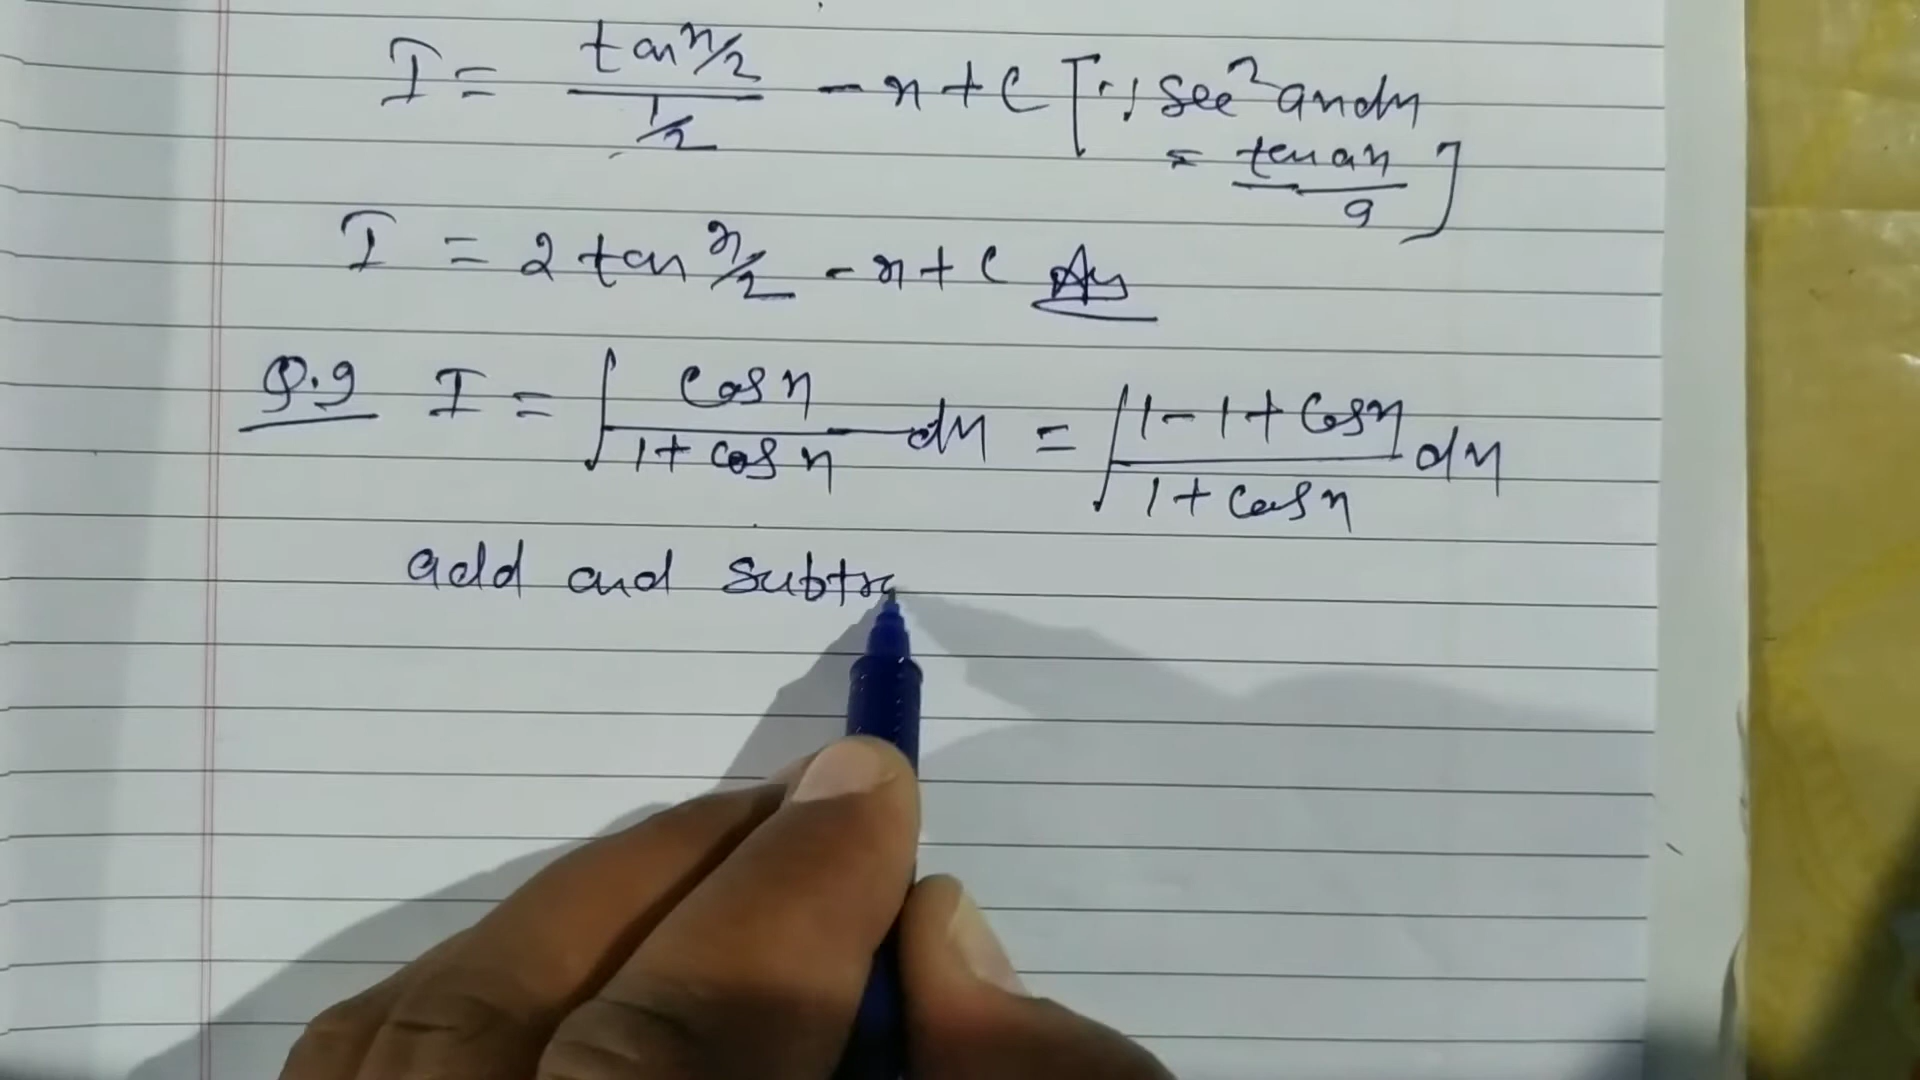 I = tan x/2 / 1/2 - x + c [∵ sec² ax dx
= tan ax / a ]
I = 2 tan x/2 - x + c Ans
Q.9 I = ∫ cos x / 1 + cos x dx = ∫ 1 - 1 + cos x / 1 + cos x dx
add and subtra